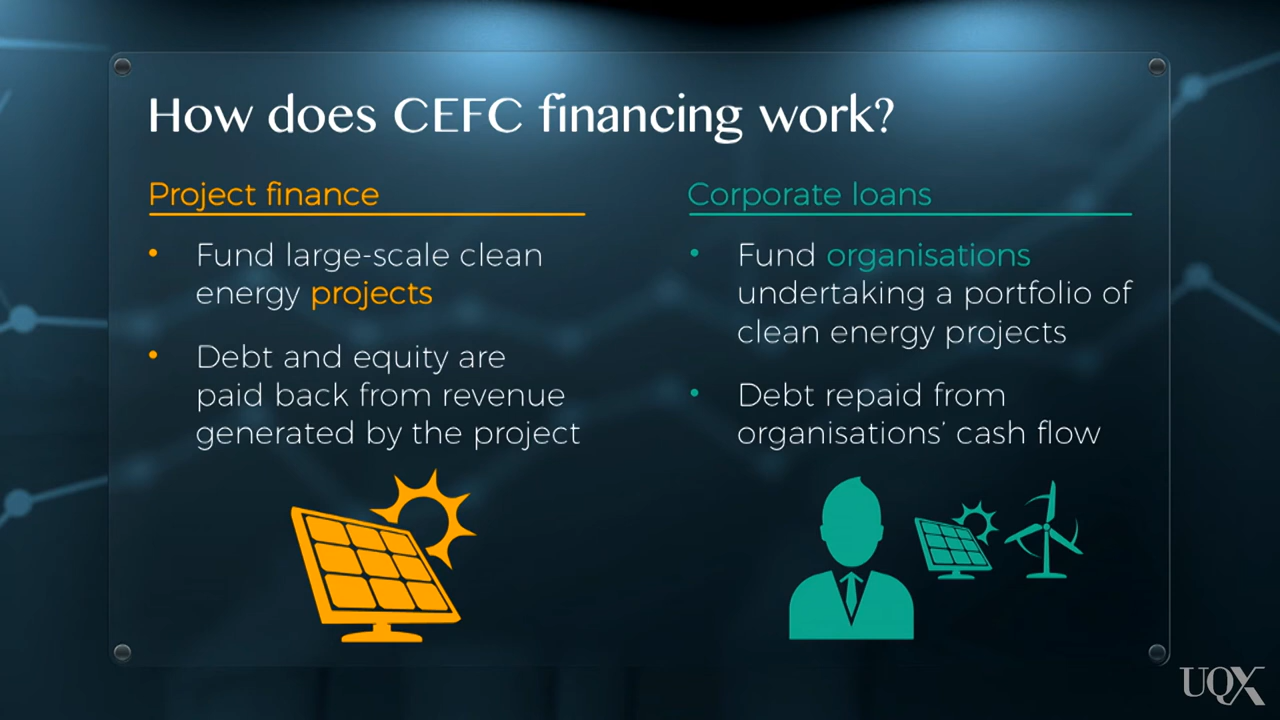 How does CEFC financing work?
Project finance
• Fund large-scale clean
energy projects
• Debt and equity are
paid back from revenue
generated by the project
Corporate loans
• Fund organisations
undertaking a portfolio of
clean energy projects
• Debt repaid from
organisations’ cash flow
UQX